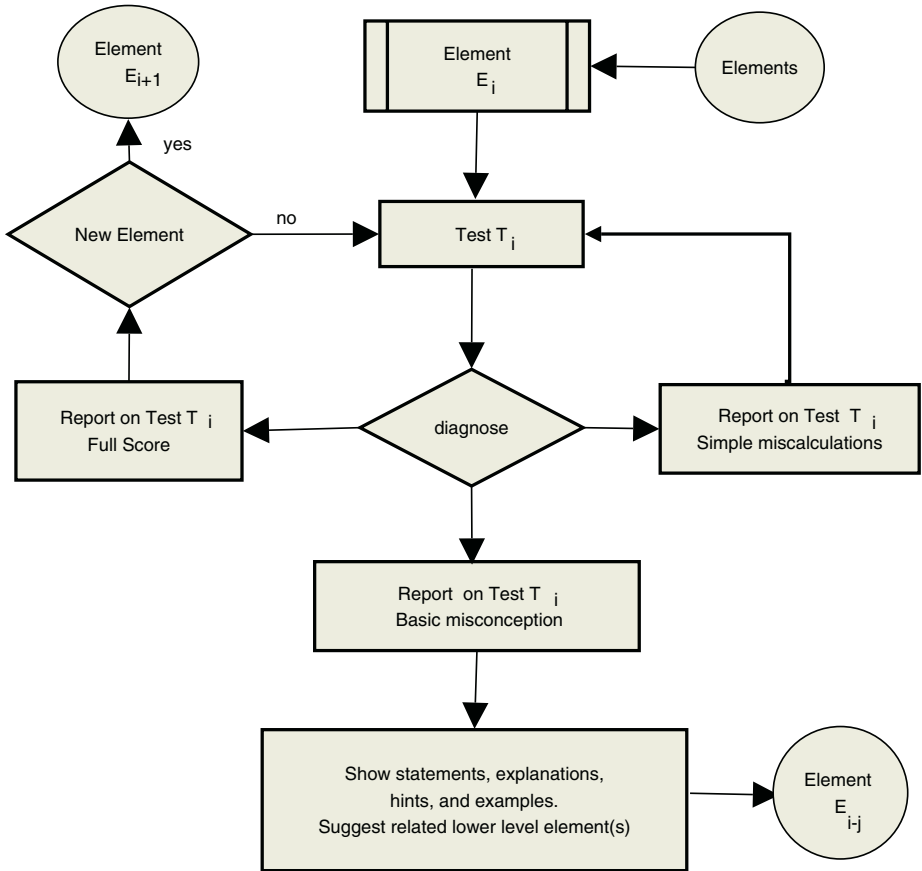 Element
E i+1
Element
E i
Elements
yes
New Element
no
Test T i
Report on Test T i
Full Score
diagnose
Report on Test T i
Simple miscalculations
Report on Test T i
Basic misconception
Show statements, explanations,
hints, and examples.
Suggest related lower level element(s)
Element
E i-j